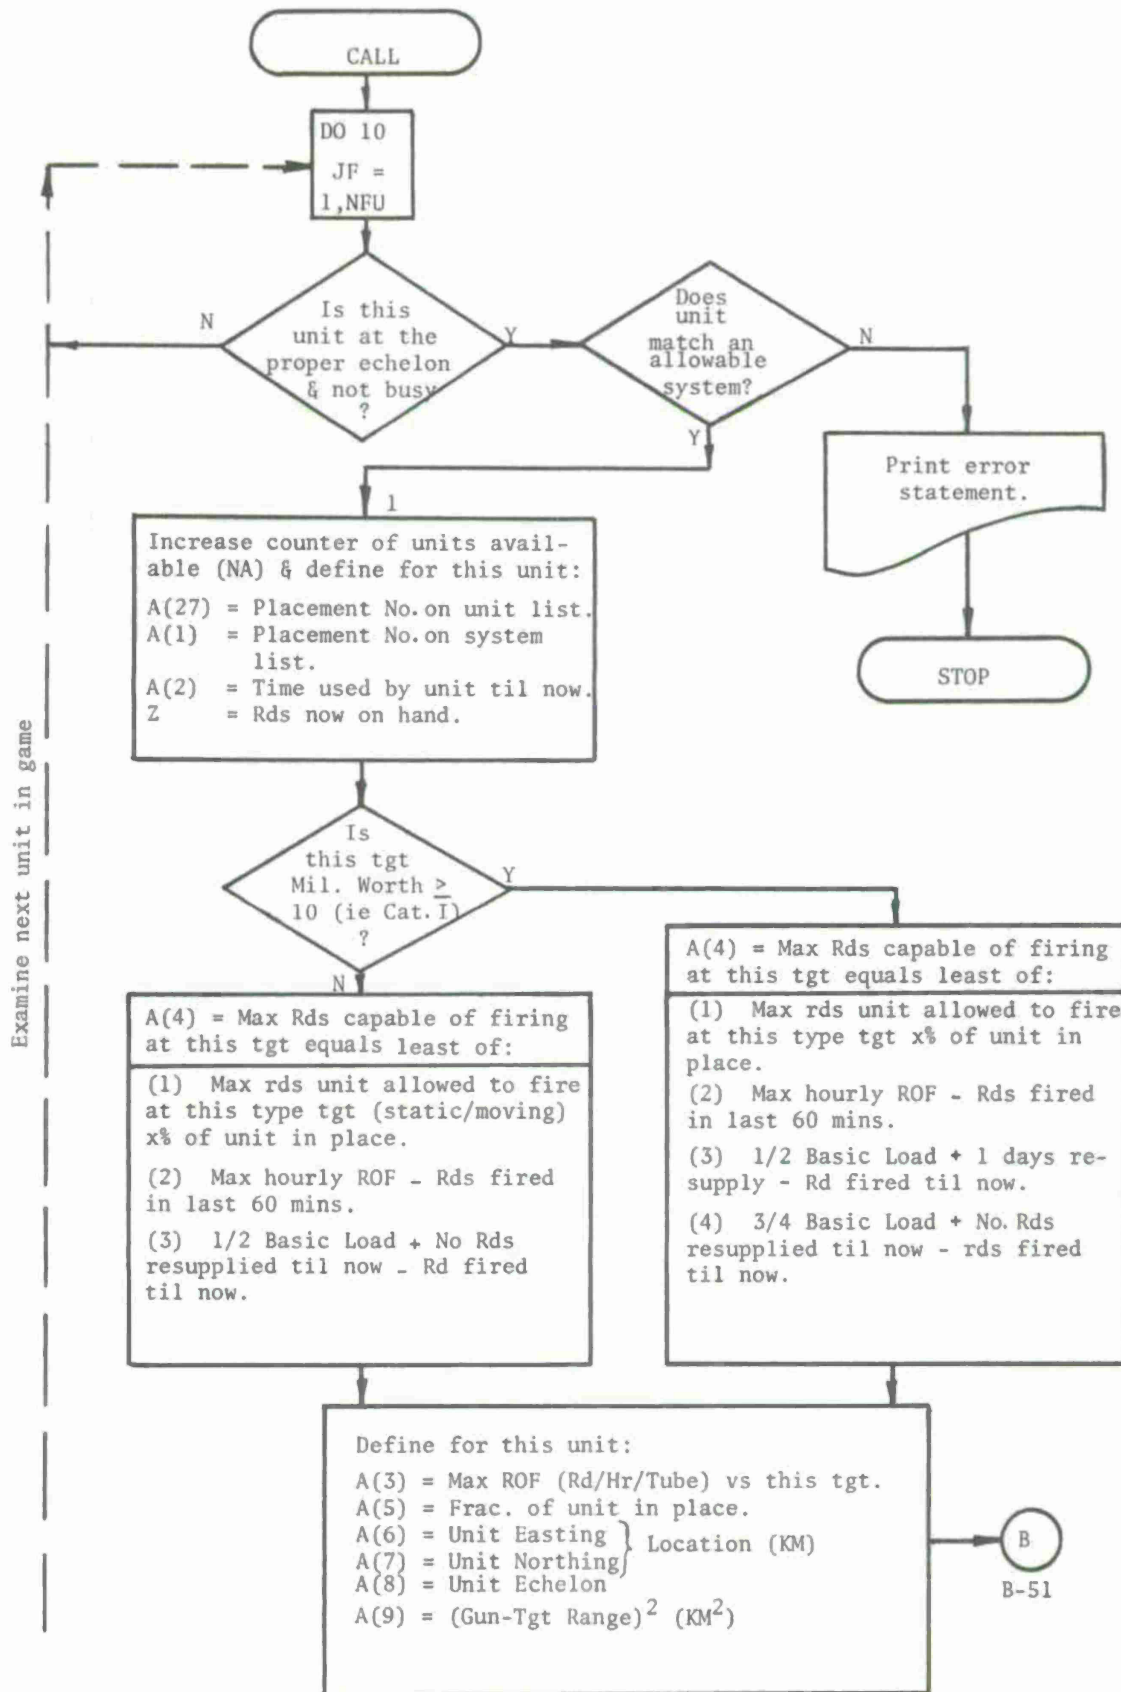 CALL
DO 10
JF =
1,NFU
Is this
unit at the
proper echelon
& not busy
?
N
Y
Does
unit
match an
allowable
system?
N
Y
Print error
statement.
STOP
1
Increase counter of units avail-
able (NA) & define for this unit:
A(27) = Placement No. on unit list.
A(1) = Placement No. on system
list.
A(2) = Time used by unit til now.
Z = Rds now on hand.
Examine next unit in game
Is
this tgt
Mil. Worth ≥
10 (ie Cat. I)
?
Y
N
A(4) = Max Rds capable of firing
at this tgt equals least of:
(1) Max rds unit allowed to fire
at this type tgt (static/moving)
x% of unit in place.
(2) Max hourly ROF - Rds fired
in last 60 mins.
(3) 1/2 Basic Load + No Rds
resupplied til now - Rd fired
til now.
A(4) = Max Rds capable of firing
at this tgt equals least of:
(1) Max rds unit allowed to fire
at this type tgt x% of unit in
place.
(2) Max hourly ROF - Rds fired
in last 60 mins.
(3) 1/2 Basic Load + 1 days re-
supply - Rd fired til now.
(4) 3/4 Basic Load + No. Rds
resupplied til now - rds fired
til now.
Define for this unit:
A(3) = Max ROF (Rd/Hr/Tube) vs this tgt.
A(5) = Frac. of unit in place.
A(6) = Unit Easting
A(7) = Unit Northing } Location (KM)
A(8) = Unit Echelon
A(9) = (Gun-Tgt Range)² (KM²)
B
B-51